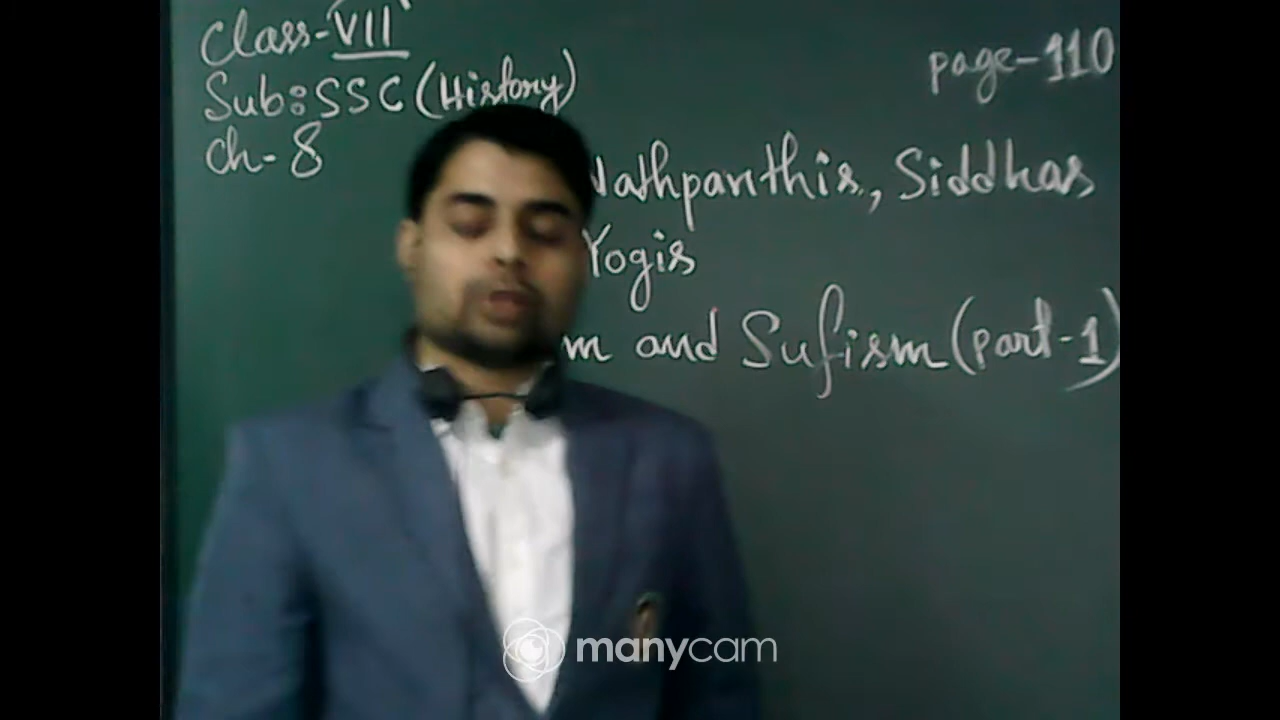 Class-VII
Sub: SSC (History)
page-110
Ch- 8
Nathpanthis, Siddhas
Yogis
m and Sufism (part-1)
manycam